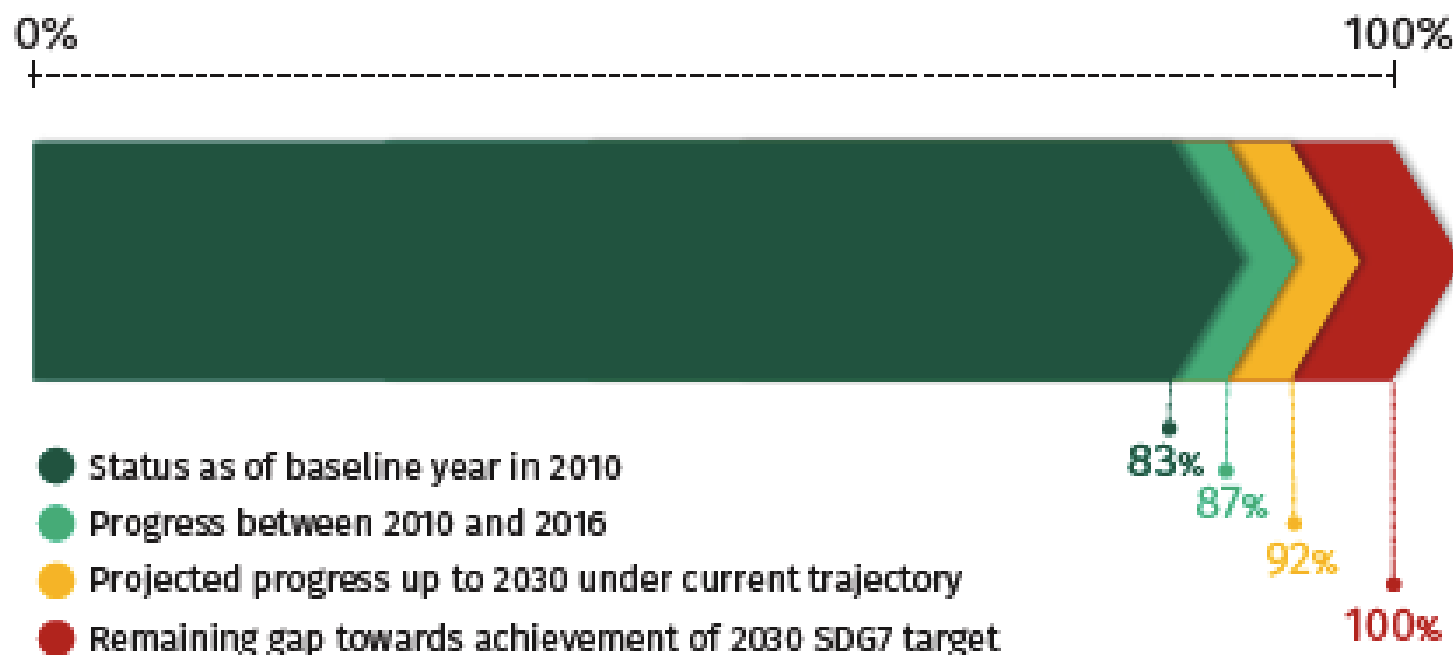 0% 100%
83%
87%
92%
100%
Status as of baseline year in 2010
Progress between 2010 and 2016
Projected progress up to 2030 under current trajectory
Remaining gap towards achievement of 2030 SDG7 target